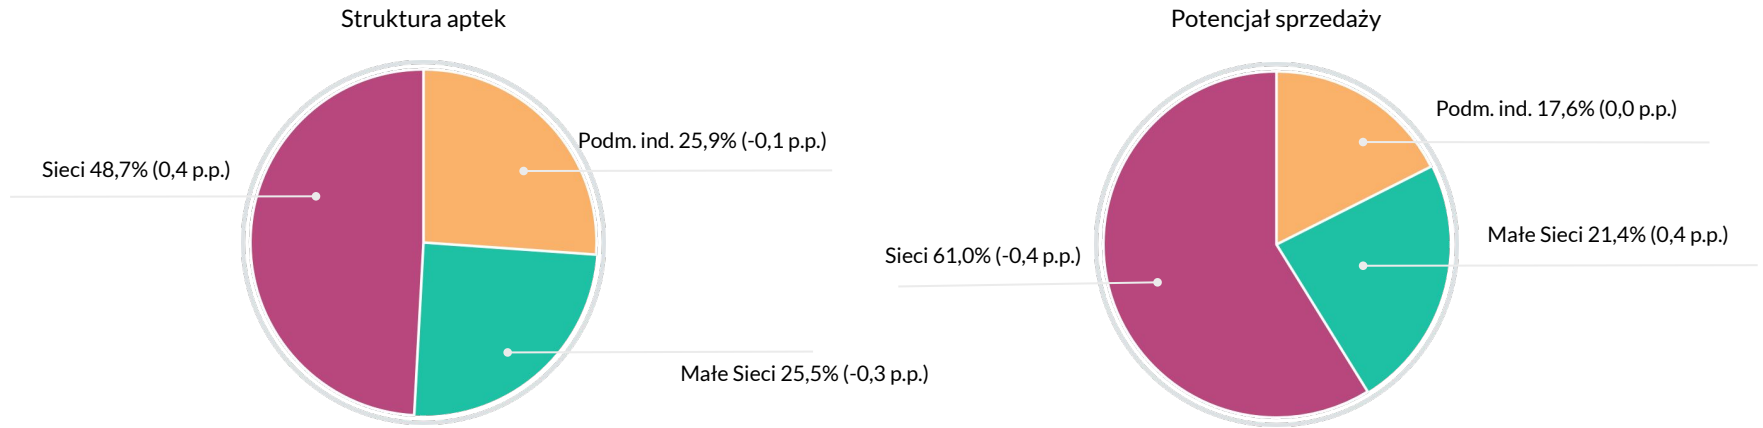 Struktura aptek
Podm. ind. 25,9% (-0,1 p.p.)
Sieci 48,7% (0,4 p.p.)
Małe Sieci 25,5% (-0,3 p.p.)
Potencjał sprzedaży
Podm. ind. 17,6% (0,0 p.p.)
Małe Sieci 21,4% (0,4 p.p.)
Sieci 61,0% (-0,4 p.p.)